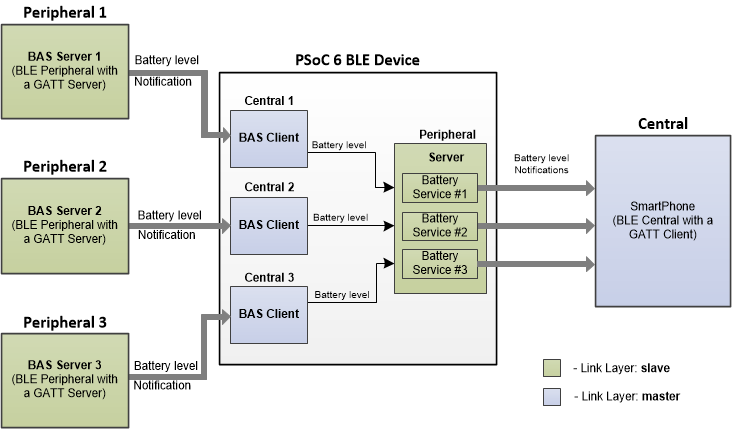 Peripheral 1
BAS Server 1
(BLE Peripheral with
a GATT Server)
Battery level
Notification
Peripheral 2
BAS Server 2
(BLE Peripheral with
a GATT Server)
Battery level
Notification
Peripheral 3
BAS Server 3
(BLE Peripheral with
a GATT Server)
Battery level
Notification
PSoC 6 BLE Device
Central 1
BAS Client
Battery level
Central 2
BAS Client
Battery level
Central 3
BAS Client
Battery level
Peripheral
Server
Battery
Service #1
Battery
Service #2
Battery
Service #3
Battery level
Notifications
Central
SmartPhone
(BLE Central with a
GATT Client)
- Link Layer: slave
- Link Layer: master